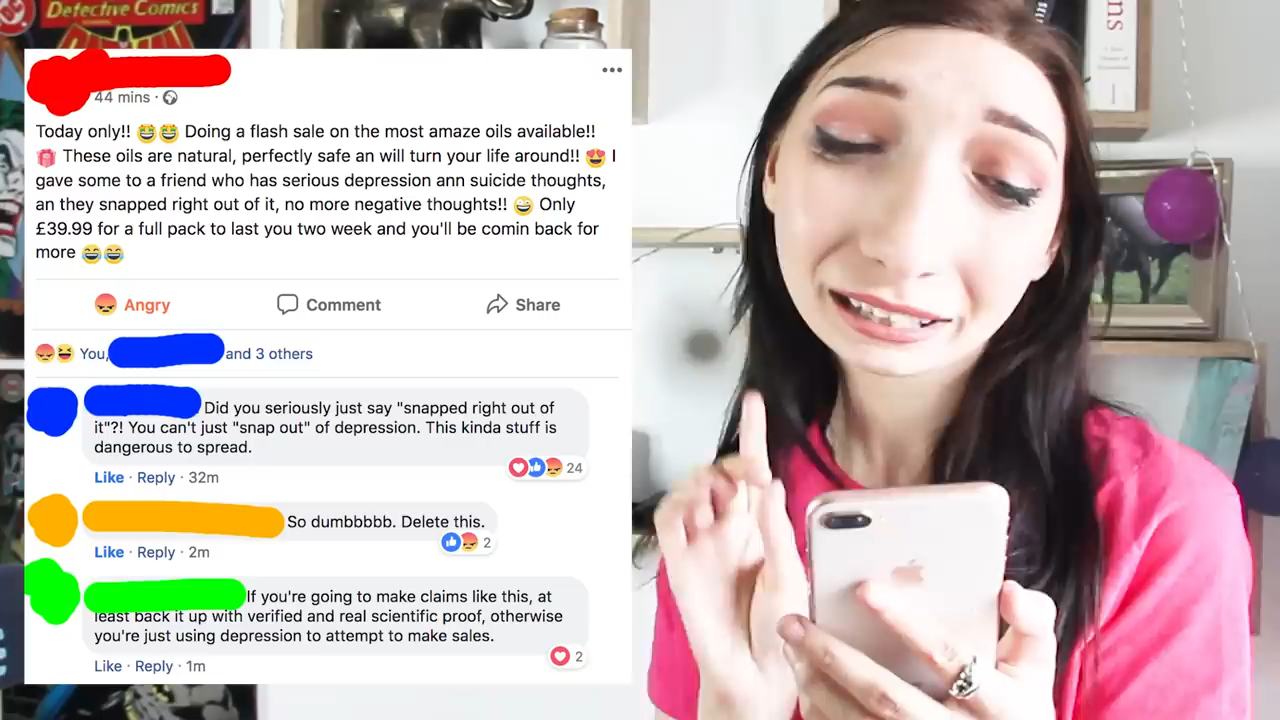 Detective Comics
44 mins ·
Today only!! 🤑🤑 Doing a flash sale on the most amaze oils available!!
🎁 These oils are natural, perfectly safe an will turn your life around!! 😍 I
gave some to a friend who has serious depression ann suicide thoughts,
an they snapped right out of it, no more negative thoughts!! 😀 Only
£39.99 for a full pack to last you two week and you'll be comin back for
more 😂😂
Angry
Comment
Share
You,
and 3 others
Did you seriously just say "snapped right out of
it"?! You can't just "snap out" of depression. This kinda stuff is
dangerous to spread.
24
Like · Reply · 32m
So dumbbbbb. Delete this.
2
Like · Reply · 2m
If you're going to make claims like this, at
least back it up with verified and real scientific proof, otherwise
you're just using depression to attempt to make sales.
2
Like · Reply · 1m